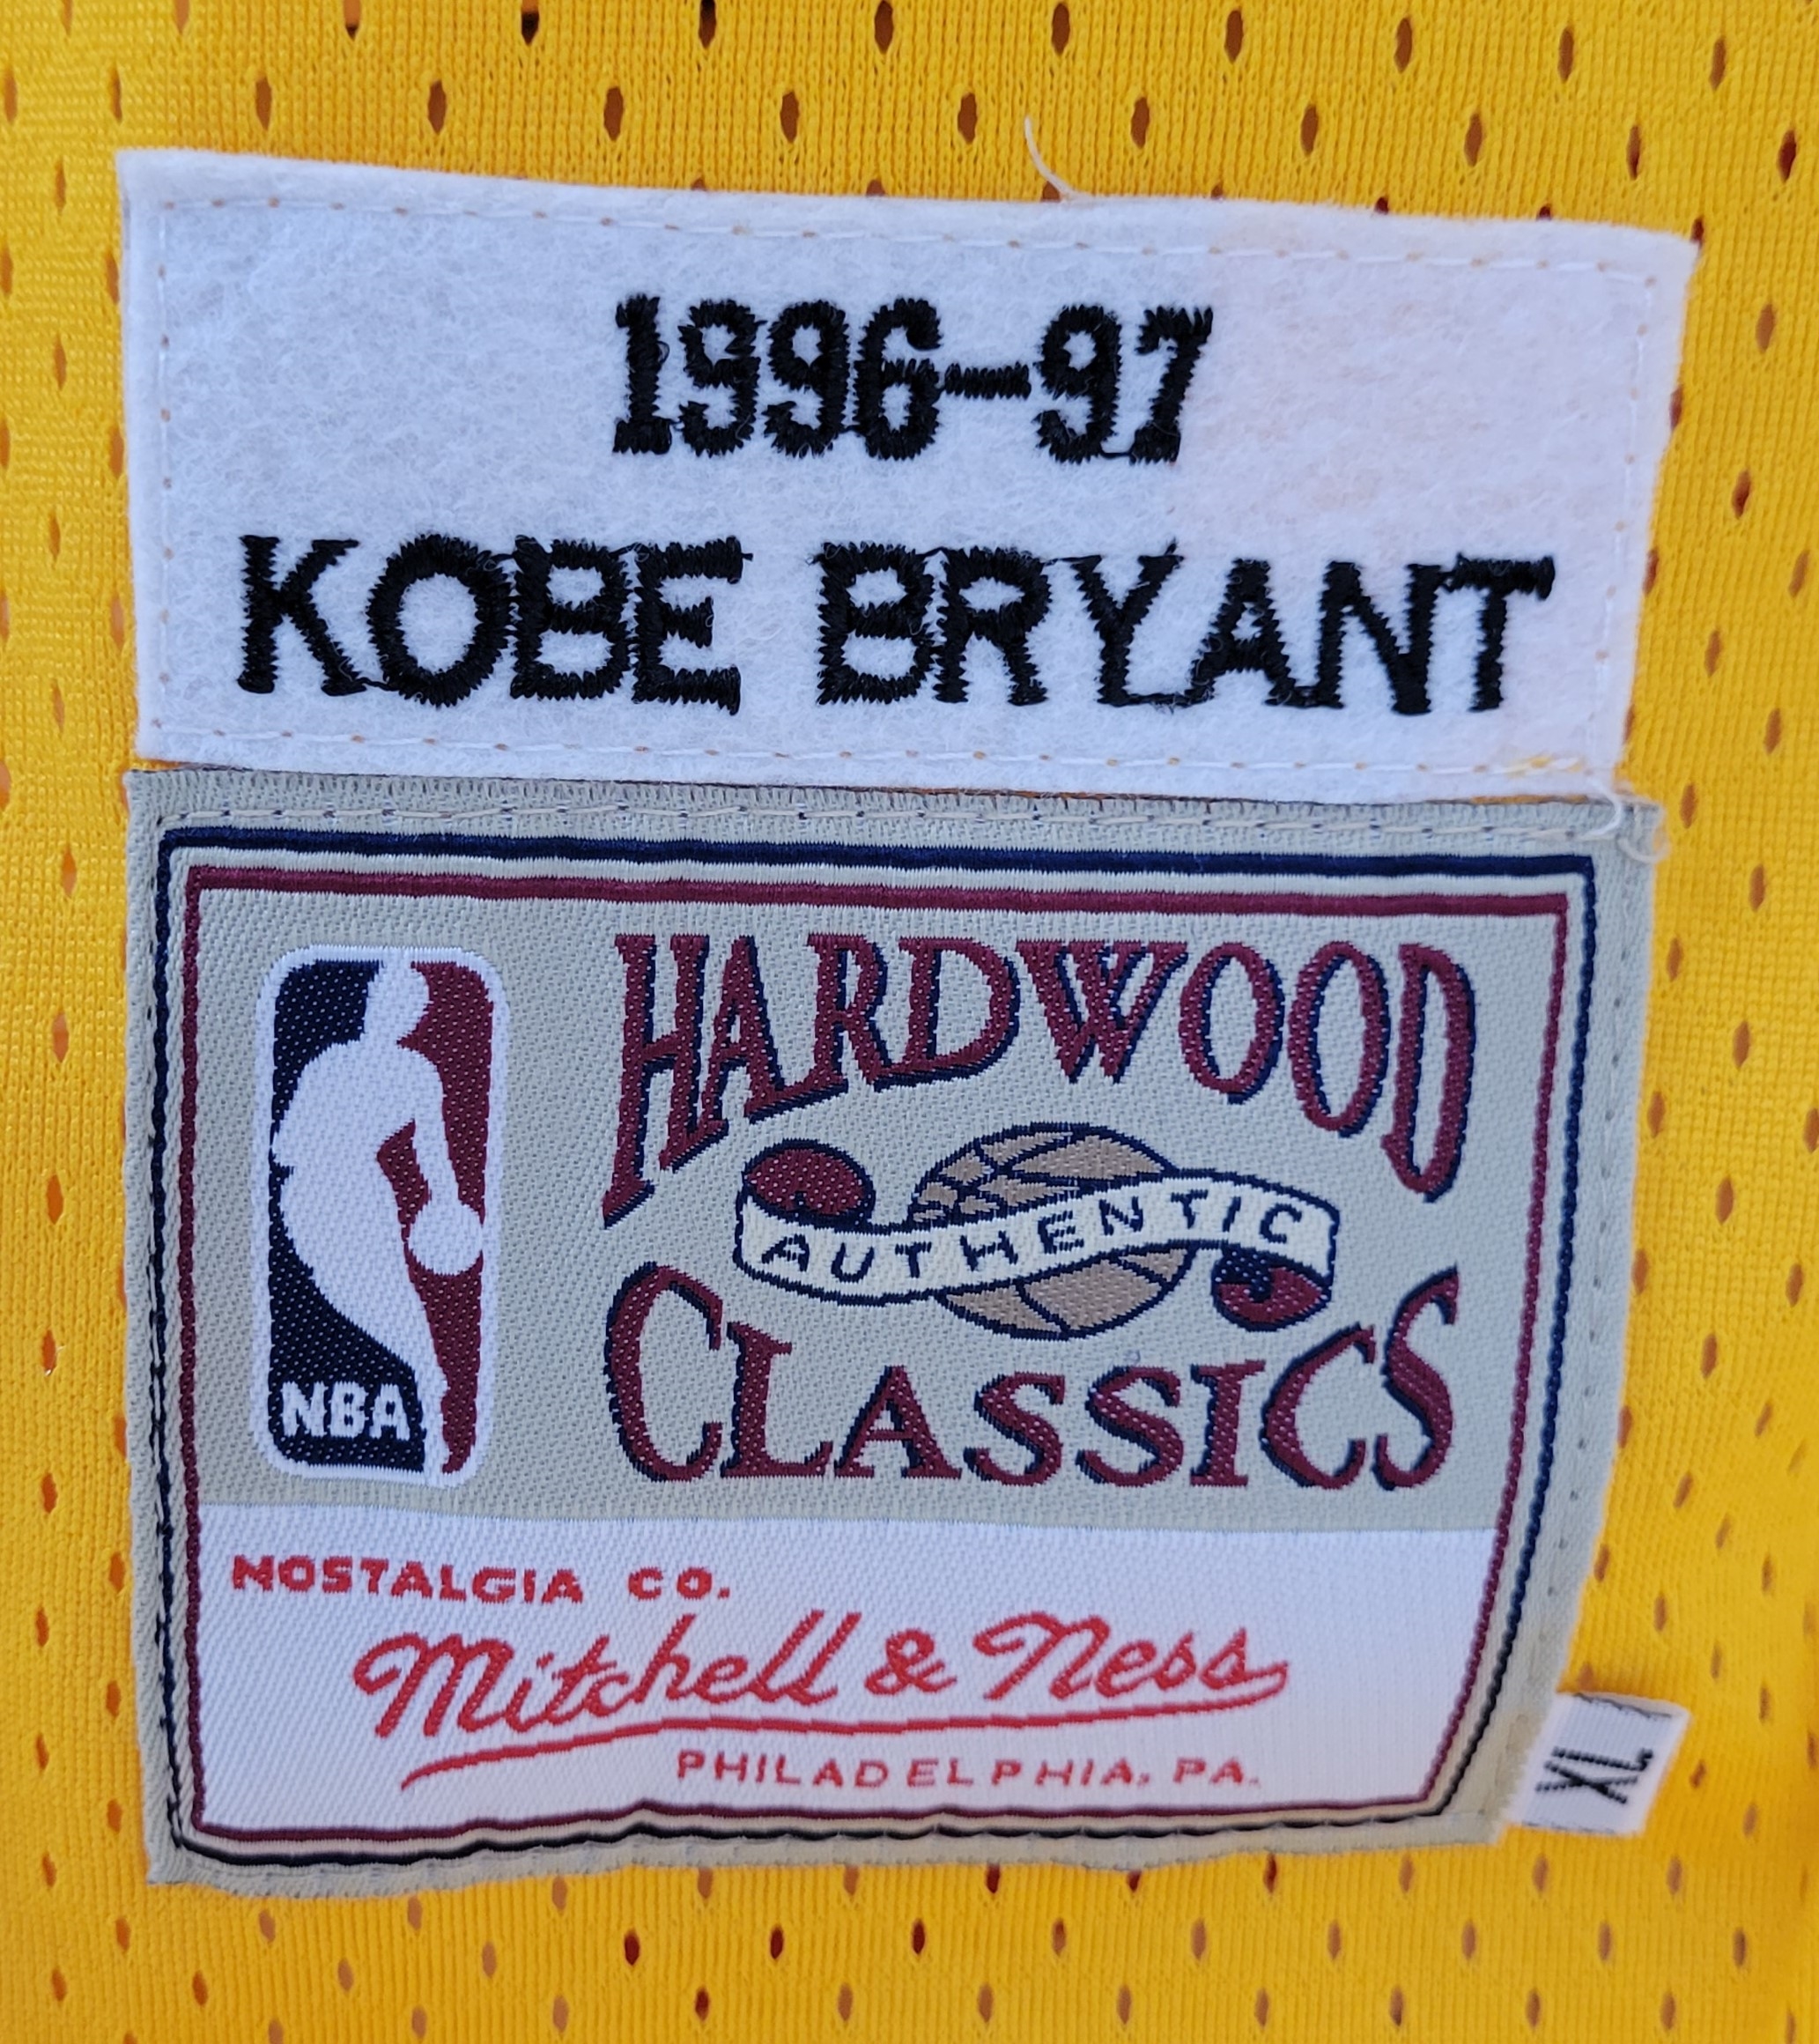 1996-97
KOBE BRYANT
HARDWOOD
AUTHENTIC
CLASSICS
NBA
NOSTALGIA CO.
Mitchell & Ness
PHILADELPHIA, PA.
XL